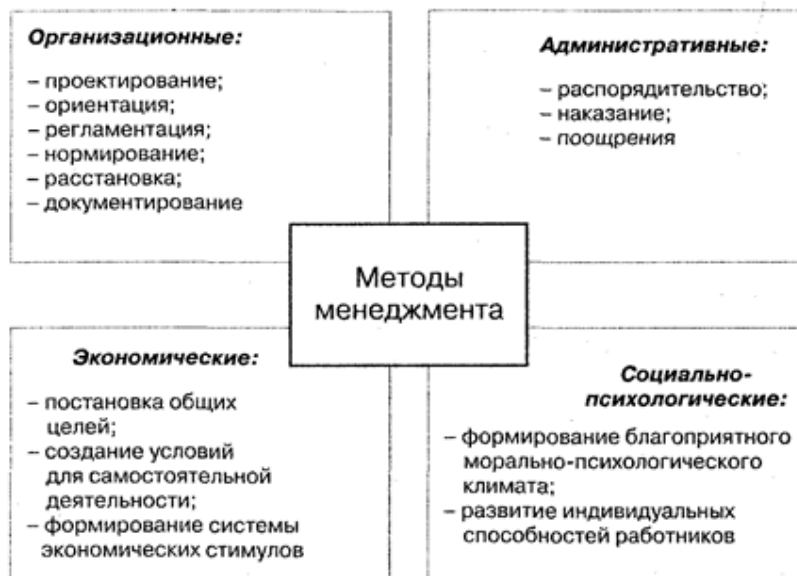 Организационные:
– проектирование;
– ориентация;
– регламентация;
– нормирование;
– расстановка;
– документирование
Административные:
– распорядительство;
– наказание;
– поощрения
Методы
менеджмента
Экономические:
– постановка общих
целей;
– создание условий
для самостоятельной
деятельности;
– формирование системы
экономических стимулов
Социально-
психологические:
– формирование благоприятного
морально-психологического
климата;
– развитие индивидуальных
способностей работников